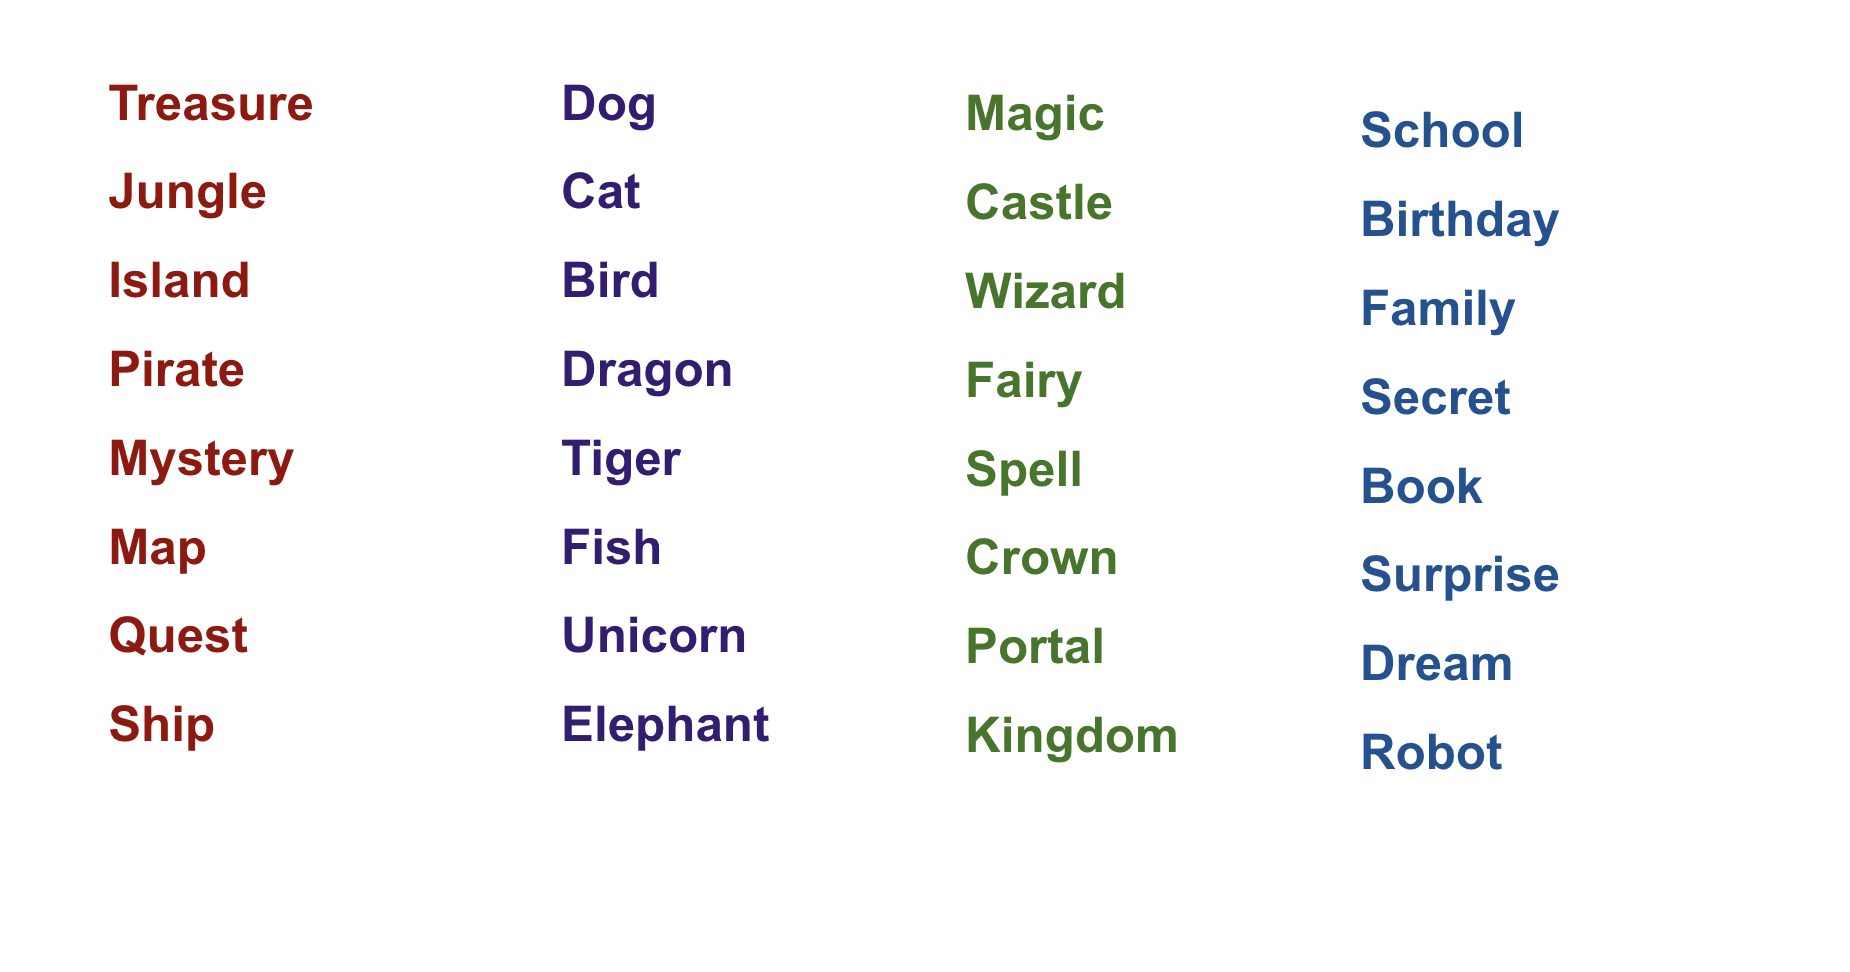 Treasure
Jungle
Island
Pirate
Mystery
Map
Quest
Ship
Dog
Cat
Bird
Dragon
Tiger
Fish
Unicorn
Elephant
Magic
Castle
Wizard
Fairy
Spell
Crown
Portal
Kingdom
School
Birthday
Family
Secret
Book
Surprise
Dream
Robot